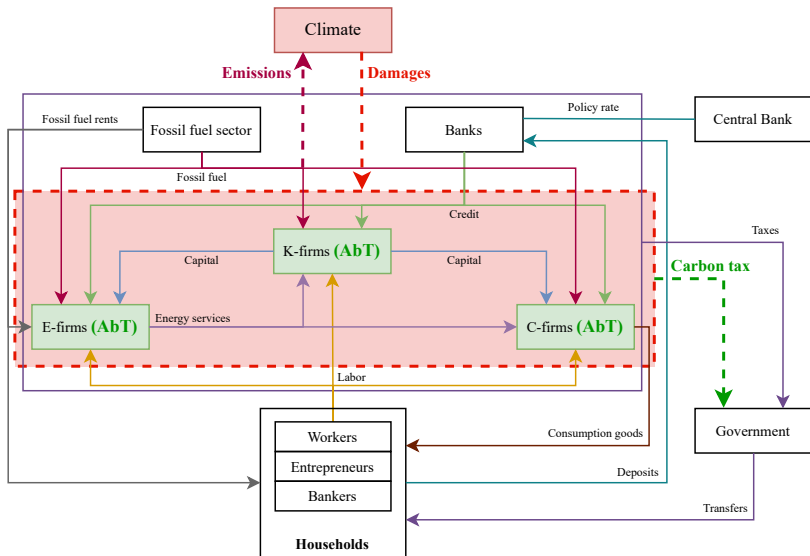 Climate
Emissions
Damages
Fossil fuel rents
Fossil fuel sector
Banks
Policy rate
Central Bank
Fossil fuel
Credit
K-firms (AbT)
Capital
Capital
Taxes
Carbon tax
E-firms (AbT)
Energy services
C-firms (AbT)
Labor
Workers
Entrepreneurs
Bankers
Households
Consumption goods
Government
Deposits
Transfers